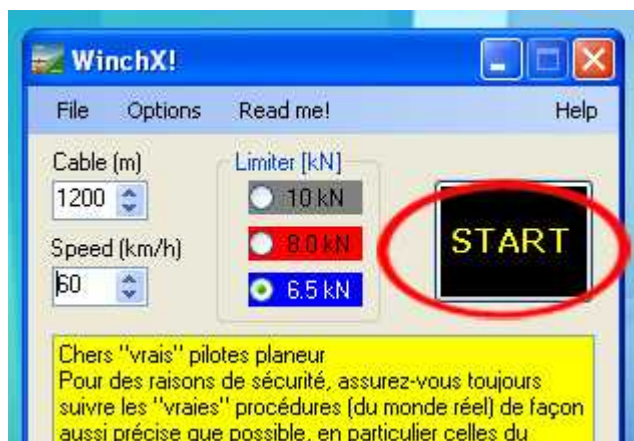 WinchX!
File Options Read me! Help
Cable (m)
1200
Speed (km/h)
60
Limiter [kN]
10 kN
8.0 kN
6.5 kN
START
Chers "vrais" pilotes planeur
Pour des raisons de sécurité, assurez-vous toujours
suivre les "vraies" procédures (du monde réel) de façon
aussi précise que possible, en particulier celles du